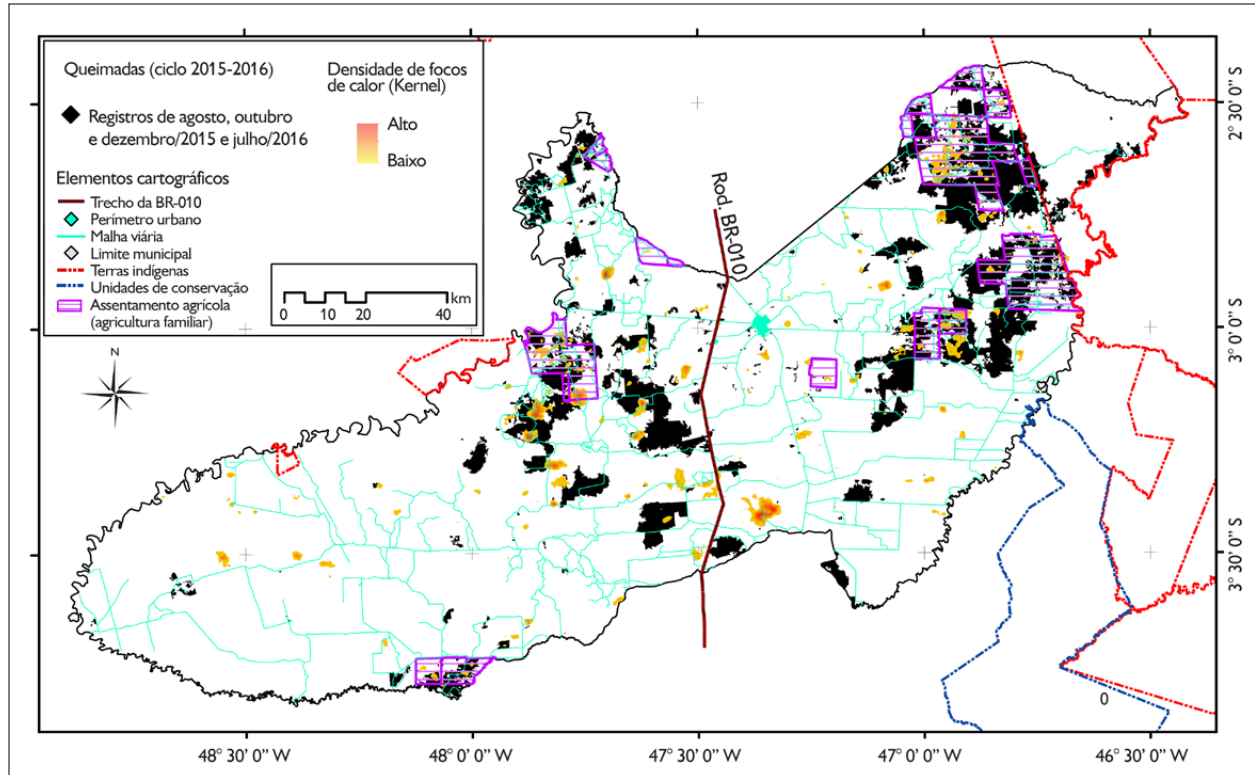 Queimadas (ciclo 2015-2016)
Registros de agosto, outubro
e dezembro/2015 e julho/2016
Densidade de focos
de calor (Kernel)
Alto
Baixo
Elementos cartográficos
Trecho da BR-010
Perímetro urbano
Malha viária
Limite municipal
Terras indígenas
Unidades de conservação
Assentamento agrícola
(agricultura familiar)
km
0 10 20 40
N
Rod. BR-010
0
2° 30' 0'' S
3° 0' 0'' S
3° 30' 0'' S
48° 30' 0'' W
48° 0' 0'' W
47° 30' 0'' W
47° 0' 0'' W
46° 30' 0'' W